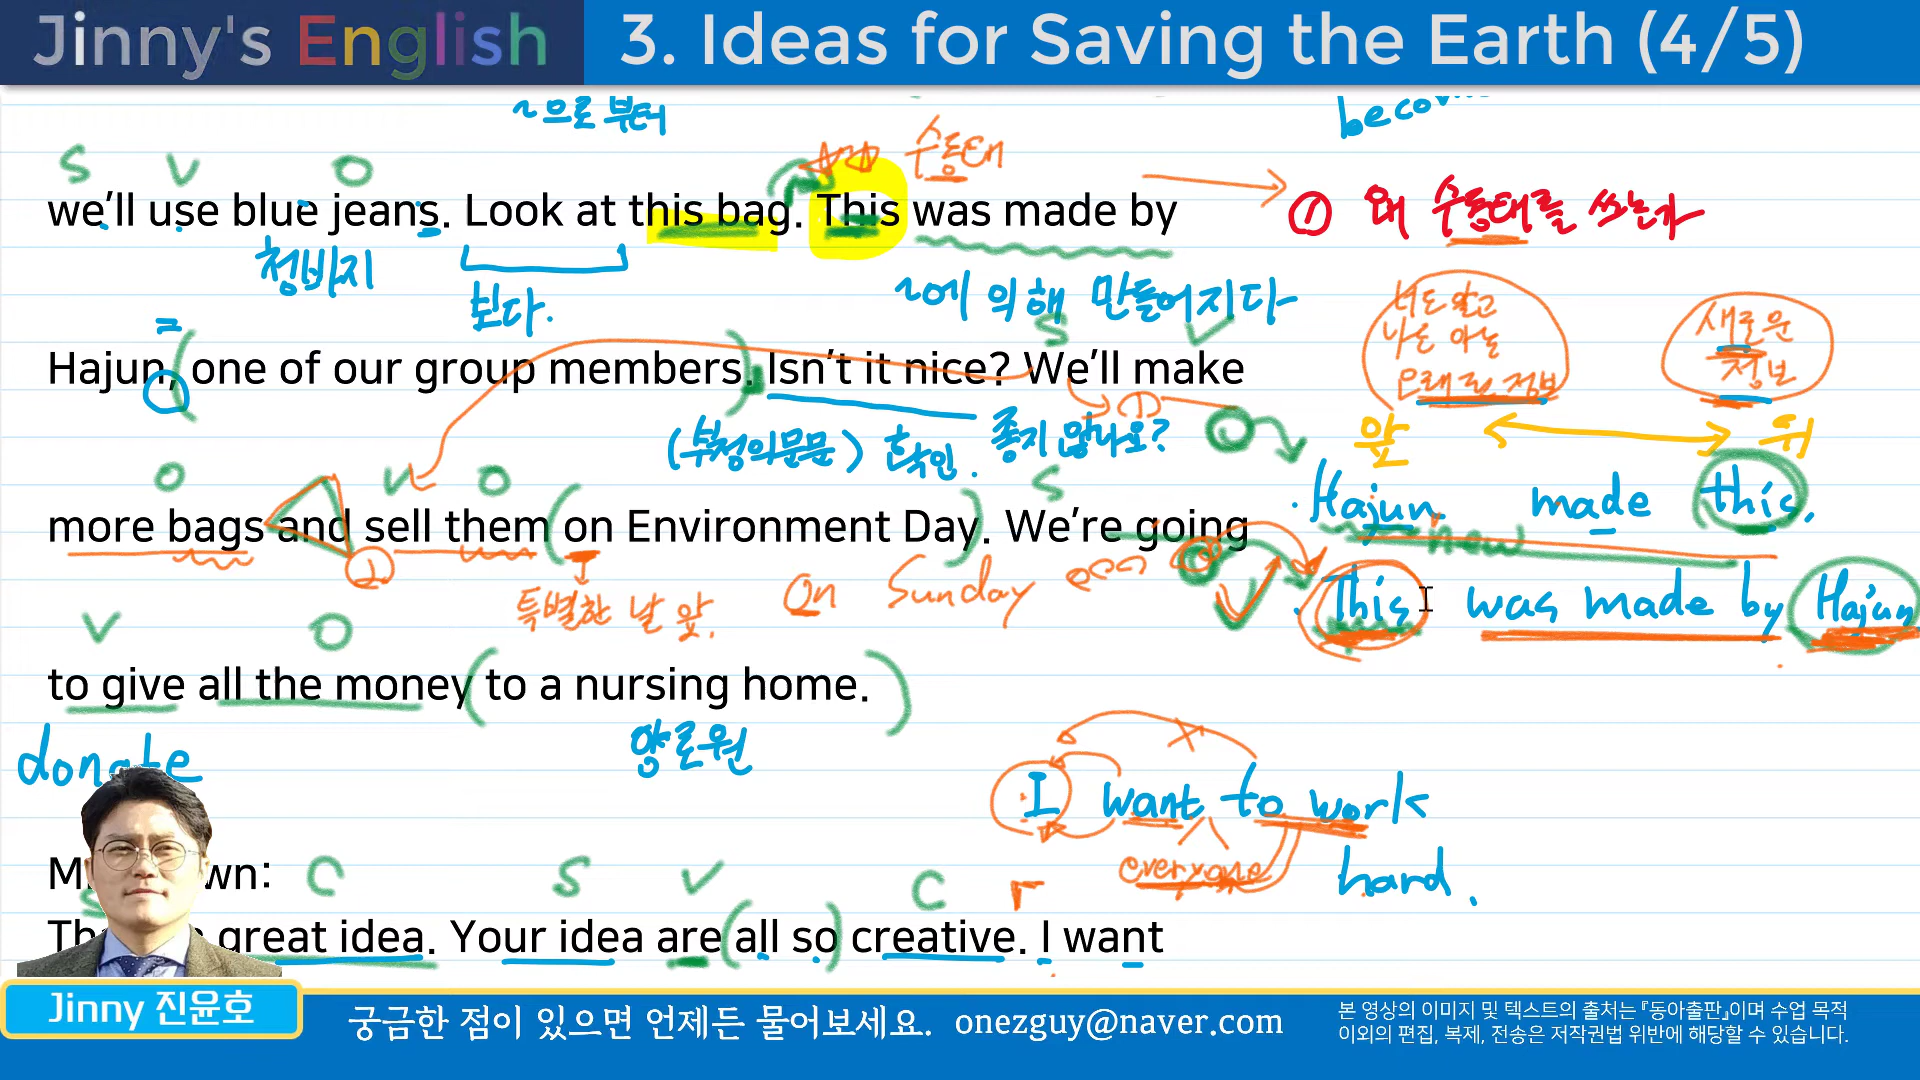 Jinny's English
3. Ideas for Saving the Earth (4/5)
~으로 부터
S V O
수동태
we'll use blue jeans. Look at this bag. This was made by
① 왜 수동태를 쓰는가
청바지
보다.
~에 의해 만들어지다
너도 알고
나도 아는
오래된 정보
새로운
정보
=
S V
Hajun, one of our group members. Isn't it nice? We'll make
앞
뒤
(부정의문문) 확인.
좋지 않나요?
O V O S
Hajun made this.
more bags and sell them on Environment Day. We're going
new
특별한 날 앞.
On Sunday
This was made by Hajun
V O
to give all the money to a nursing home.
donate
양로원
I want to work
hard.
everyone
C S V C
wn:
great idea. Your idea are all so creative. I want
Jinny 진윤호
궁금한 점이 있으면 언제든 물어보세요. onezguy@naver.com
본 영상의 이미지 및 텍스트의 출처는 『동아출판』이며 수업 목적
이외의 편집, 복제, 전송은 저작권법 위반에 해당할 수 있습니다.